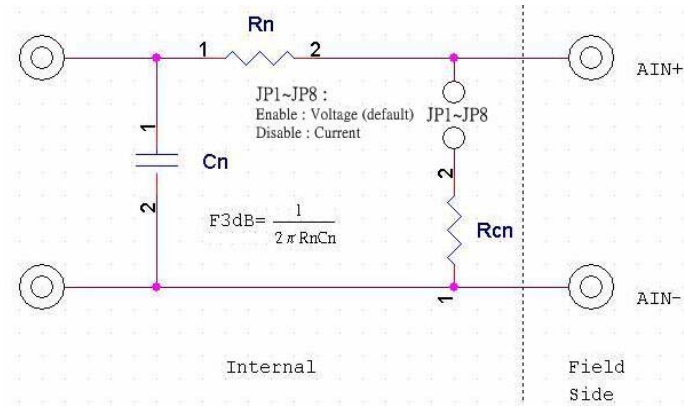 Rn
1
2
AIN+
JP1~JP8 :
Enable : Voltage (default)
Disable : Current
JP1~JP8
1
Cn
2
2
F3dB= 1 / 2 π RnCn
Rcn
1
AIN-
Internal
Field
Side